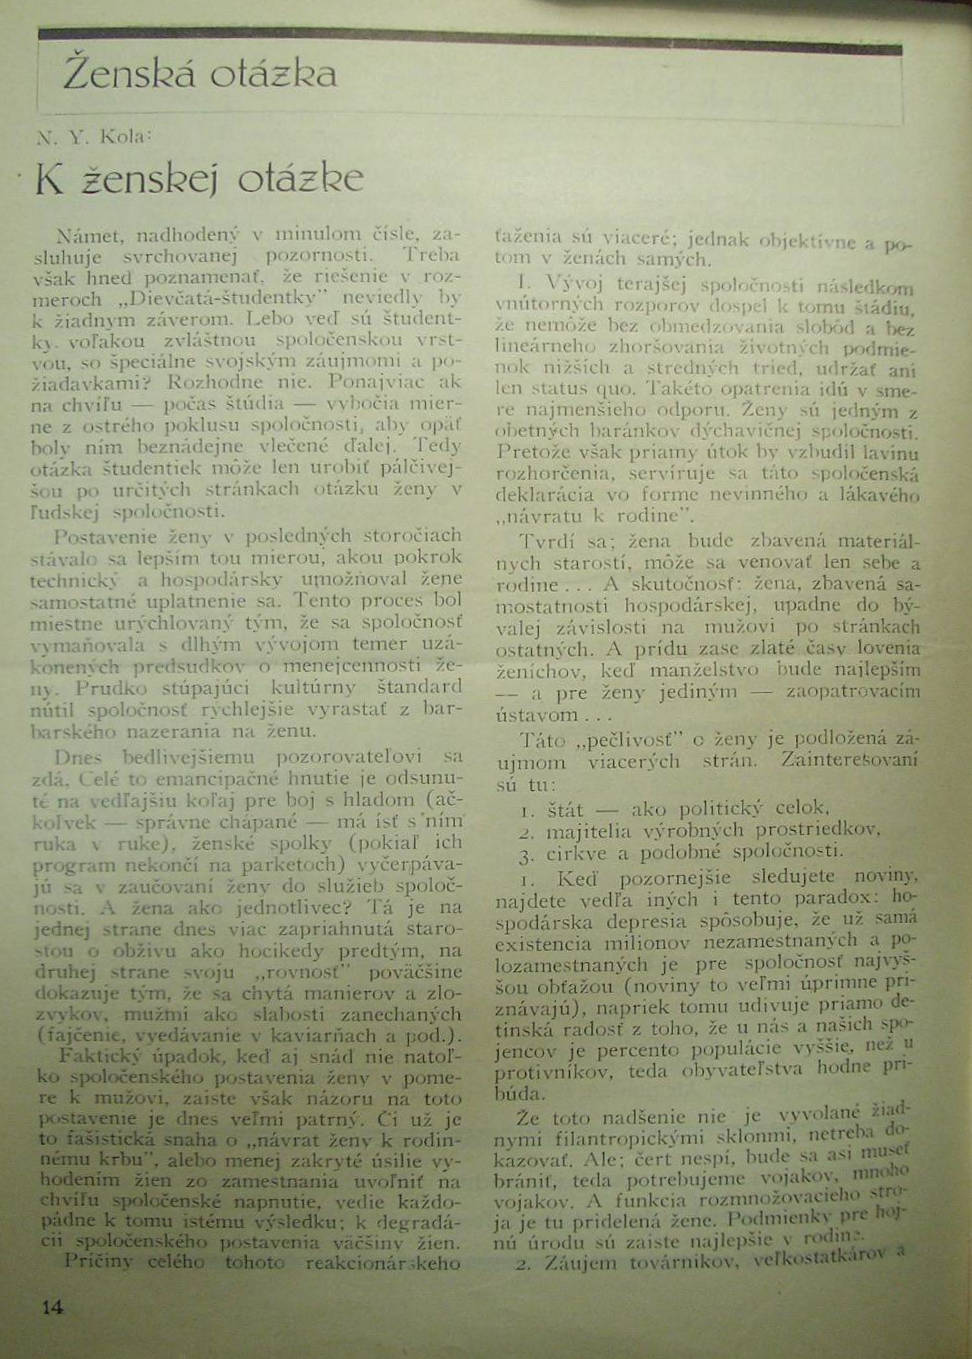 Ženská otázka
N. Y. Kola:
K ženskej otázke
Námet, nadhodený v minulom čísle, za-
sluhuje svrchovanej pozornosti. Treba
však hneď poznamenať, že riešenie v roz-
meroch „Dievčatá-študentky" neviedly by
k žiadnym záverom. Lebo veď sú študent-
ky voľakou zvláštnou spoločenskou vrst-
vou, so špeciálne svojským záujmomi a po-
žiadavkami? Rozhodne nie. Ponajviac ak
na chvíľu — počas štúdia — vybočia mier-
ne z ostrého poklusu spoločnosti, aby opäť
boly ním beznádejne vlečené ďalej. Tedy
otázka študentiek môže len urobiť pálčivej-
šou po určitých stránkach otázku ženy v
ľudskej spoločnosti.
Postavenie ženy v posledných storočiach
stávalo sa lepším tou mierou, akou pokrok
technický a hospodársky umožňoval žene
samostatné uplatnenie sa. Tento proces bol
miestne urýchlovaný tým, že sa spoločnosť
vymaňovala s dlhým vývojom temer uzá-
konených predsudkov o menejcennosti že-
ny. Prudko stúpajúci kultúrny štandard
nútil spoločnosť rychlejšie vyrastať z bar-
barského nazerania na ženu.
Dnes bedlivejšiemu pozorovateľovi sa
zdá. Celé to emancipačné hnutie je odsunu-
té na vedľajšiu koľaj pre boj s hladom (ač-
koľvek — správne chápané — má ísť s ním
ruka v ruke), ženské spolky (pokiaľ ich
program nekončí na parketoch) vyčerpáva-
jú sa v zaučovaní ženy do služieb spoloč-
nosti. A žena ako jednotlivec? Tá je na
jednej strane dnes viac zapriahnutá staro-
stou o obživu ako hocikedy predtým, na
druhej strane svoju „rovnosť" poväčšine
dokazuje tým, že sa chytá manierov a zlo-
zvykov, mužmi ako slabosti zanechaných
(fajčenie, vyedávanie v kaviarňach a pod.).
Faktický úpadok, keď aj snád nie natoľ-
ko spoločenského postavenia ženy v pome-
re k mužovi, zaiste však názoru na toto
postavenie je dnes veľmi patrný. Či už je
to fašistická snaha o „návrat ženy k rodin-
nému krbu", alebo menej zakryté úsilie vy-
hodením žien zo zamestnania uvoľniť na
chvíľu spoločenské napnutie, vedie každo-
pádne k tomu istému výsledku; k degradá-
cii spoločenského postavenia väčšiny žien.
Príčiny celého tohoto reakcionárskeho
ťaženia sú viaceré; jednak objektívne a po-
tom v ženách samých.
I. Vývoj terajšej spoločnosti následkom
vnútorných rozporov dospel k tomu štádiu,
že nemôže bez obmedzovania slobôd a bez
lineárneho zhoršovania životných podmie-
nok nižších a stredných tried, udržať ani
len status quo. Takéto opatrenia idú v sme-
re najmenšieho odporu. Ženy sú jedným z
obetných baránkov dýchavičnej spoločnosti.
Pretože však priamy útok by vzbudil lavinu
rozhorčenia, servíruje sa táto spoločenská
deklarácia vo forme nevinného a lákavého
„návratu k rodine".
Tvrdí sa; žena bude zbavená materiál-
nych starostí, môže sa venovať len sebe a
rodine . . . A skutočnosť: žena, zbavená sa-
mostatnosti hospodárskej, upadne do bý-
valej závislosti na mužovi po stránkach
ostatných. A prídu zase zlaté časy lovenia
ženíchov, keď manželstvo bude najlepším
— a pre ženy jediným — zaopatrovacím
ústavom . . .
Táto „pečlivosť" o ženy je podložená zá-
ujmom viacerých strán. Zainteresovaní
sú tu:
1. štát — ako politický celok,
2. majitelia výrobných prostriedkov,
3. cirkve a podobné spoločnosti.
1. Keď pozornejšie sledujete noviny,
najdete vedľa iných i tento paradox: ho-
spodárska depresia spôsobuje, že už samá
existencia milionov nezamestnaných a po-
lozamestnaných je pre spoločnosť najvyš-
šou obťažou (noviny to veľmi úprimne pri-
znávajú), napriek tomu udivuje priamo de-
tinská radosť z toho, že u nás a našich spo-
jencov je percento populácie vyššie, než u
protivníkov, teda obyvateľstva hodne pri-
búda.
Že toto nadšenie nie je vyvolané žiad-
nymi filantropickými sklonmi, netreba do-
kazovať. Ale; čert nespí, bude sa asi musieť
brániť, teda potrebujeme vojakov, mnoho
vojakov. A funkcia rozmnožovacieho stro-
ja je tu pridelená žene. Podmienky pre hoj-
nú úrodu sú zaiste najlepšie v rodine.
2. Záujem továrnikov, veľkostatkárov a
14